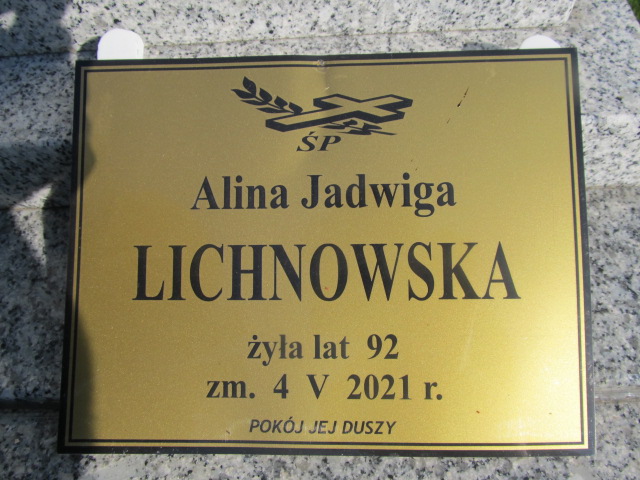 ŚP
Alina Jadwiga
LICHNOWSKA
żyła lat 92
zm. 4 V 2021 r.
POKÓJ JEJ DUSZY